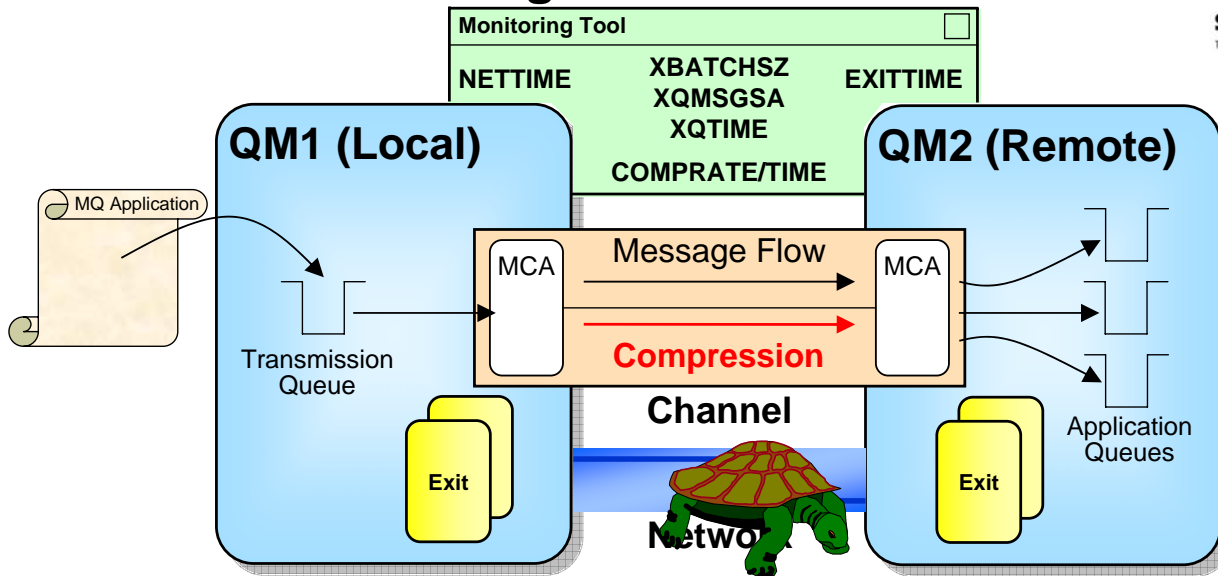 Monitoring Tool
NETTIME
XBATCHSZ
EXITTIME
XQMSGSA
XQTIME
COMPRATE/TIME
QM1 (Local)
QM2 (Remote)
MQ Application
MCA
Message Flow
MCA
Compression
Transmission
Queue
Channel
Application
Queues
Exit
Exit
Network